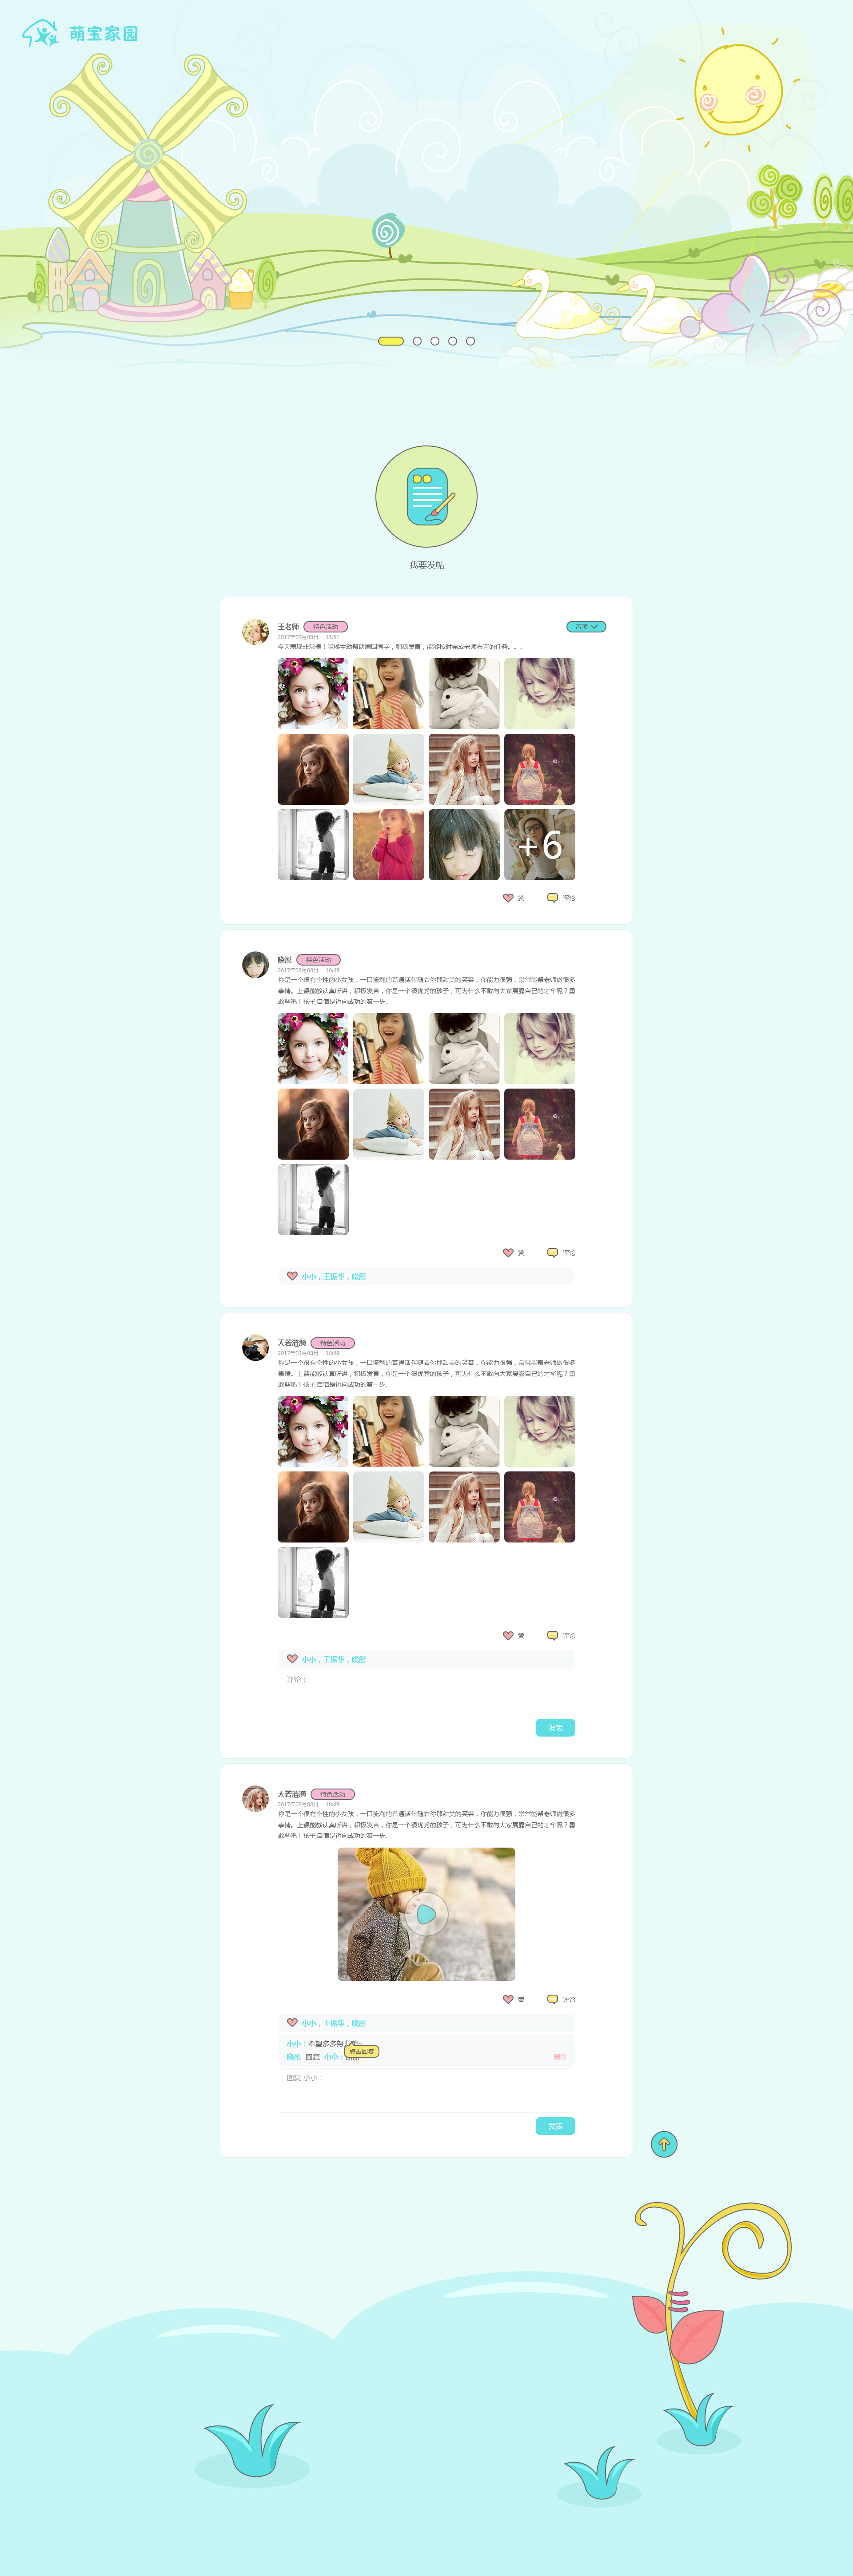 萌宝家园
我要发帖
王老师 特色活动 置顶
2017年03月08日 11:11
今天表现非常棒！能够主动帮助周围同学，积极发言，能够按时完成老师布置的任务。。。
+6
赞 评论
晓彤 特色活动
2017年03月08日 10:49
你是一个很有个性的小女孩，一口流利的普通话伴随着你那甜美的笑容，你能力很强，常常能帮老师做很多
事情。上课能够认真听讲，积极发言，你是一个很优秀的孩子，可为什么不敢向大家展露自己的才华呢？勇
敢些吧！孩子,自信是迈向成功的第一步。
赞 评论
小小，王振华，晓彤
天若涟漪 特色活动
2017年03月08日 10:49
你是一个很有个性的小女孩，一口流利的普通话伴随着你那甜美的笑容，你能力很强，常常能帮老师做很多
事情。上课能够认真听讲，积极发言，你是一个很优秀的孩子，可为什么不敢向大家展露自己的才华呢？勇
敢些吧！孩子,自信是迈向成功的第一步。
赞 评论
小小，王振华，晓彤
评论：
发表
天若涟漪 特色活动
2017年03月08日 10:49
你是一个很有个性的小女孩，一口流利的普通话伴随着你那甜美的笑容，你能力很强，常常能帮老师做很多
事情。上课能够认真听讲，积极发言，你是一个很优秀的孩子，可为什么不敢向大家展露自己的才华呢？勇
敢些吧！孩子,自信是迈向成功的第一步。
赞 评论
小小，王振华，晓彤
小小：希望多多努力
点击回复
晓彤 回复 小小： 删除
回复 小小：
发表